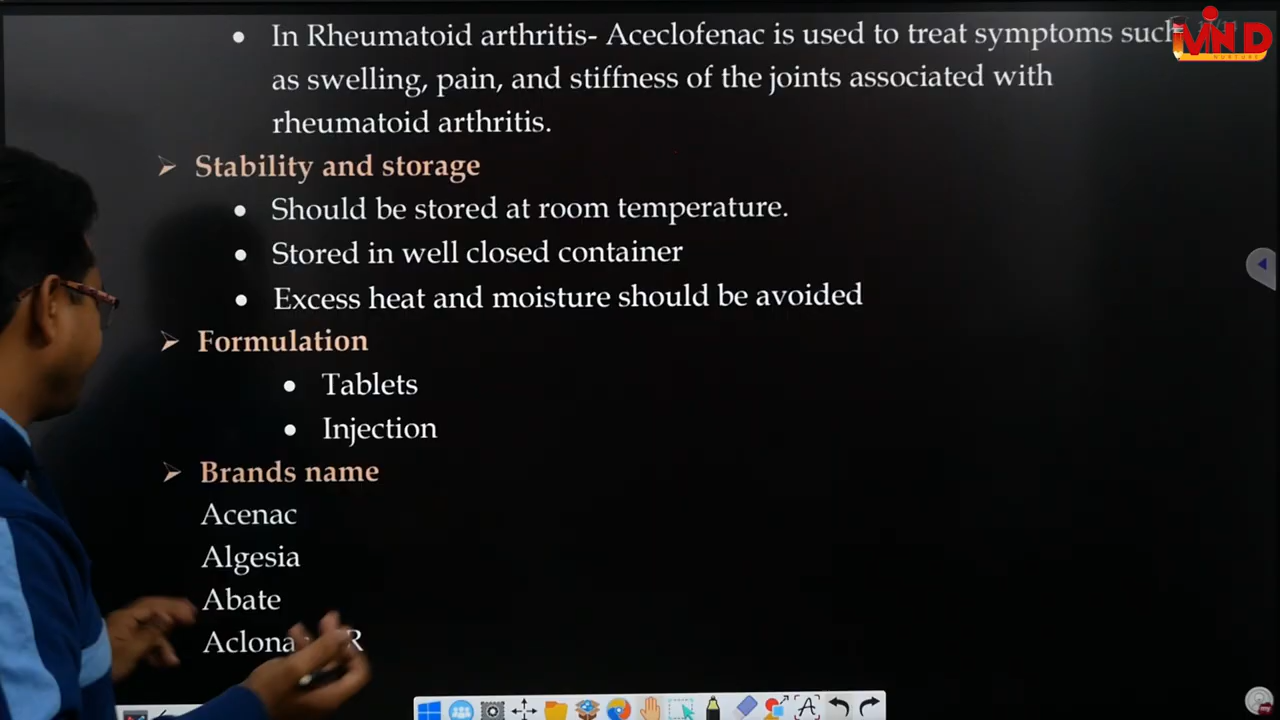 In Rheumatoid arthritis- Aceclofenac is used to treat symptoms such
as swelling, pain, and stiffness of the joints associated with
rheumatoid arthritis.
Stability and storage
Should be stored at room temperature.
Stored in well closed container
Excess heat and moisture should be avoided
Formulation
Tablets
Injection
Brands name
Acenac
Algesia
Abate
MIND
NURTURE